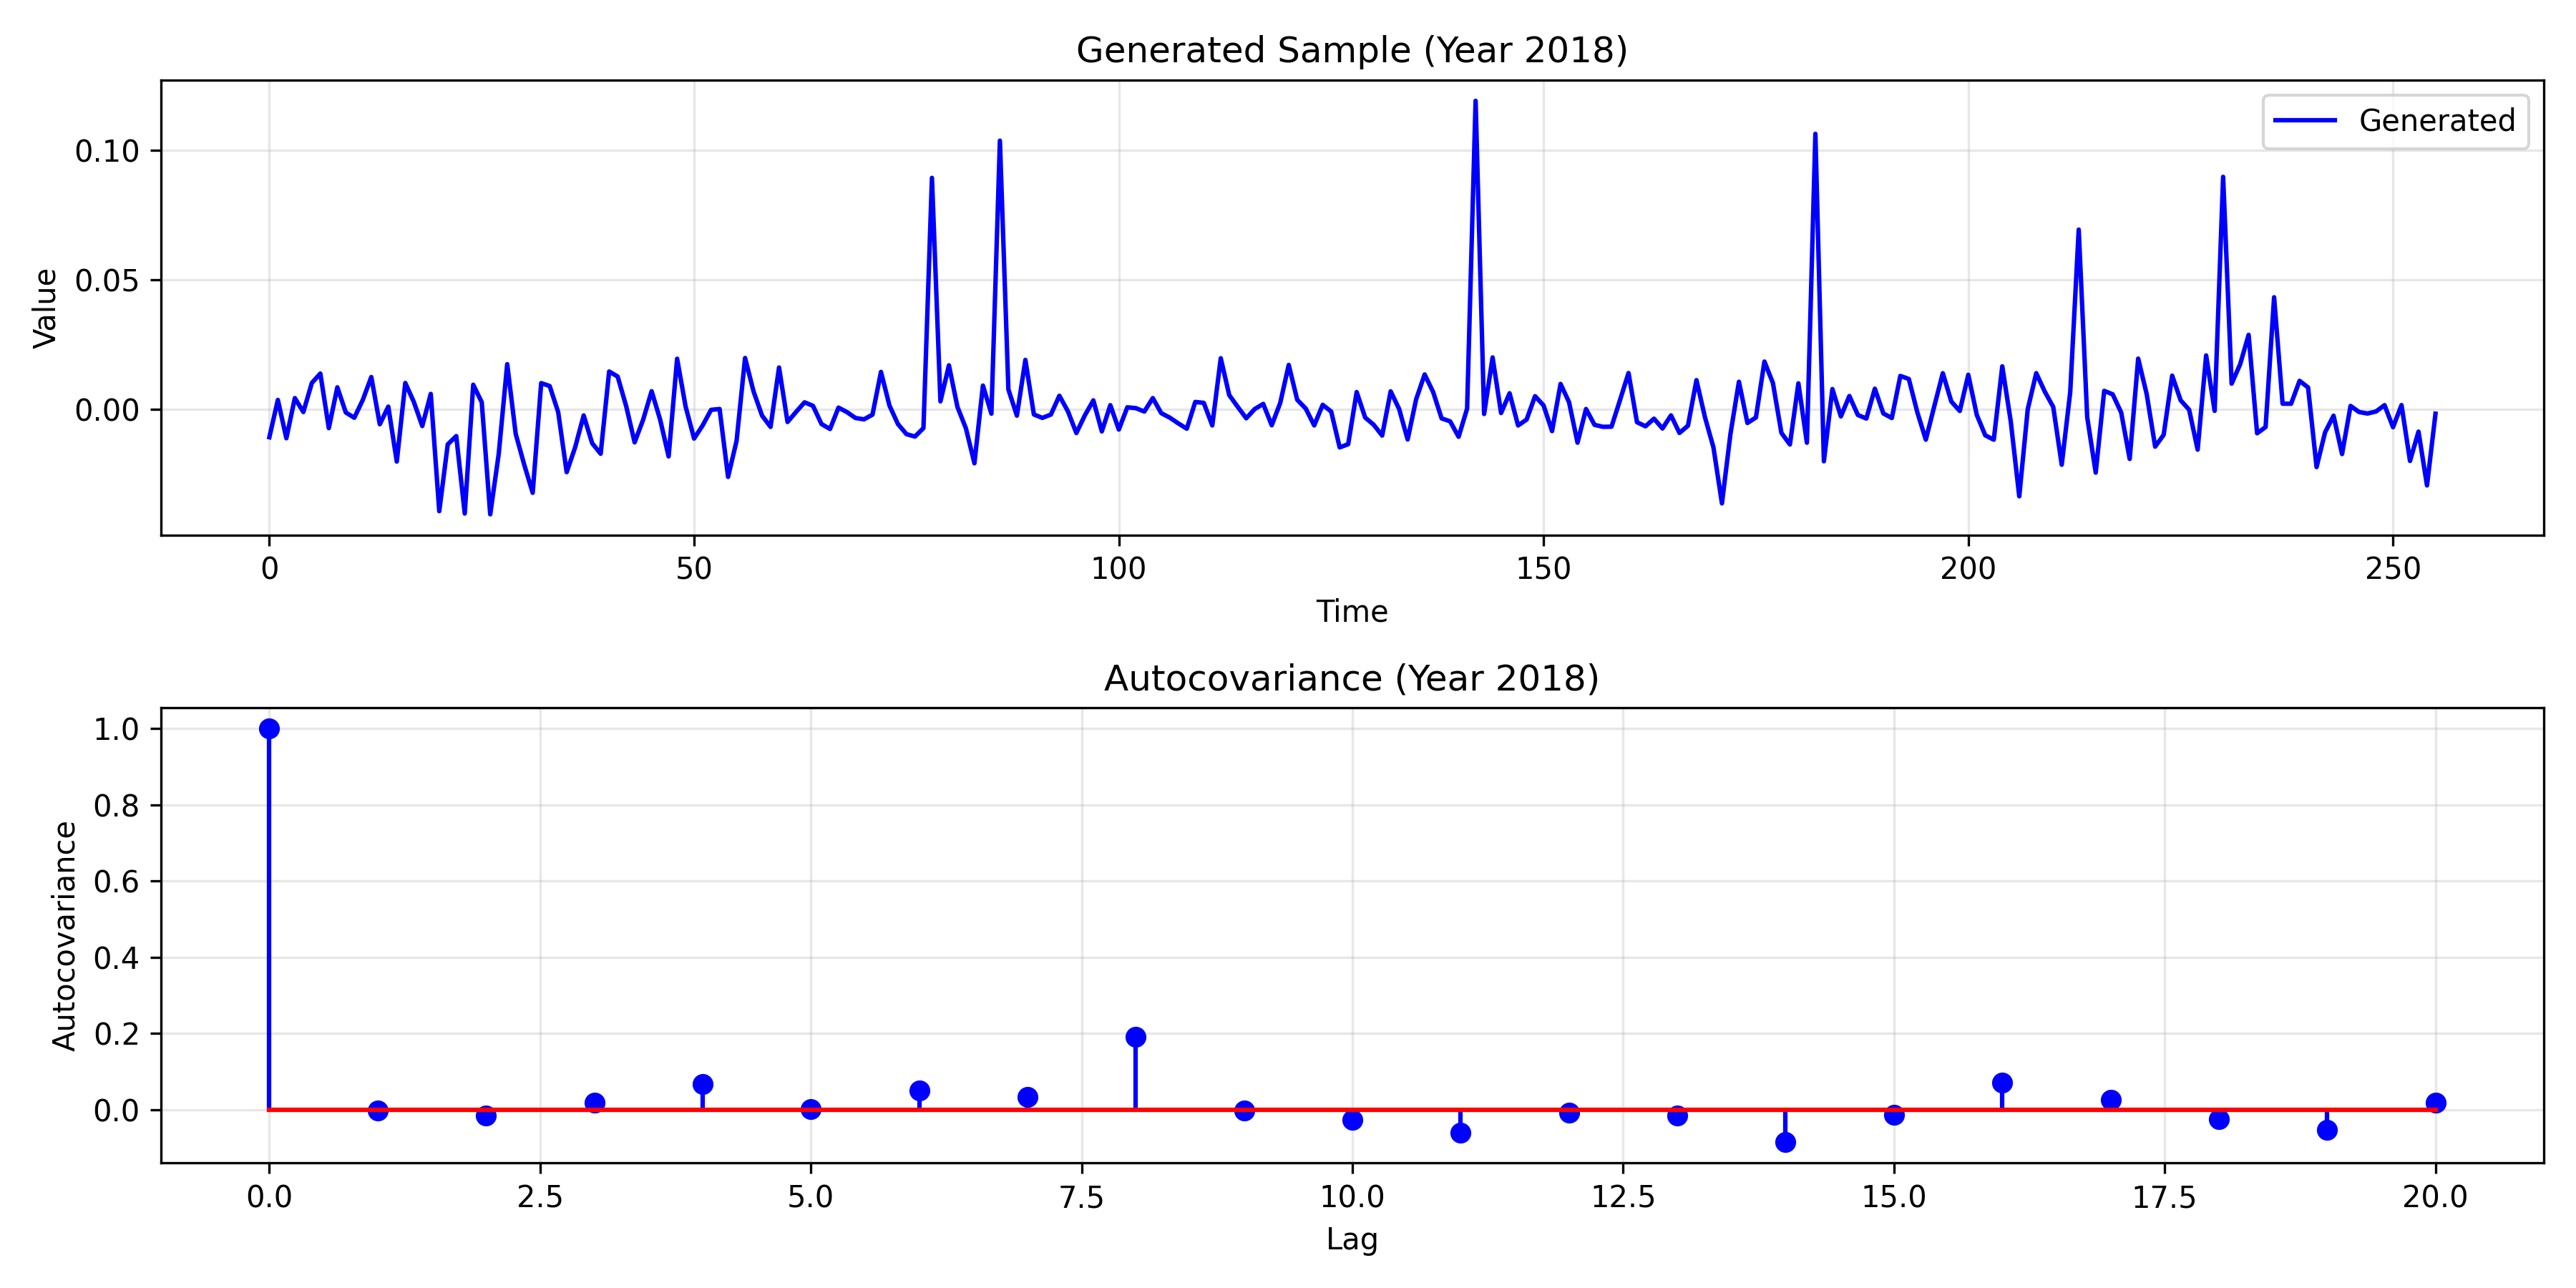 Generated Sample (Year 2018)
Generated
0.10
0.05
0.00
Value
0 50 100 150 200 250
Time
Autocovariance (Year 2018)
1.0
0.8
0.6
0.4
0.2
0.0
Autocovariance
0.0 2.5 5.0 7.5 10.0 12.5 15.0 17.5 20.0
Lag